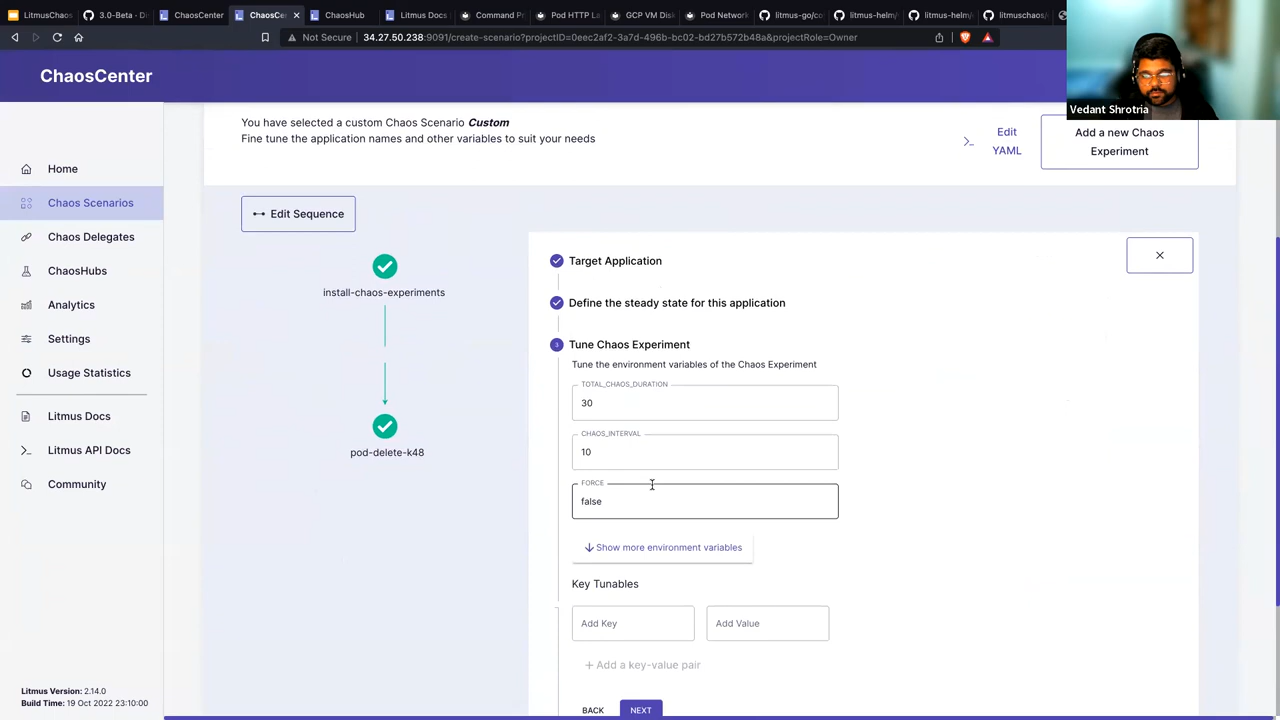 LitmusChaos
3.0-Beta · Di
ChaosCenter
ChaosCen
ChaosHub
Litmus Docs
Command Pr
Pod HTTP La
GCP VM Disk
Pod Network
litmus-go/co
litmus-helm/
litmus-helm/
litmuschaos/
Not Secure
34.27.50.238:9091/create-scenario?projectID=0eec2af2-3a7d-496b-bc02-bd27b572b48a&projectRole=Owner
Vedant Shrotria
ChaosCenter
Home
Chaos Scenarios
Chaos Delegates
ChaosHubs
Analytics
Settings
Usage Statistics
Litmus Docs
Litmus API Docs
Community
Litmus Version: 2.14.0
Build Time: 19 Oct 2022 23:10:00
You have selected a custom Chaos Scenario Custom
Fine tune the application names and other variables to suit your needs
Edit
YAML
Add a new Chaos
Experiment
Edit Sequence
install-chaos-experiments
pod-delete-k48
Target Application
Define the steady state for this application
3
Tune Chaos Experiment
Tune the environment variables of the Chaos Experiment
TOTAL_CHAOS_DURATION
30
CHAOS_INTERVAL
10
FORCE
false
Show more environment variables
Key Tunables
Add Key
Add Value
+ Add a key-value pair
BACK
NEXT